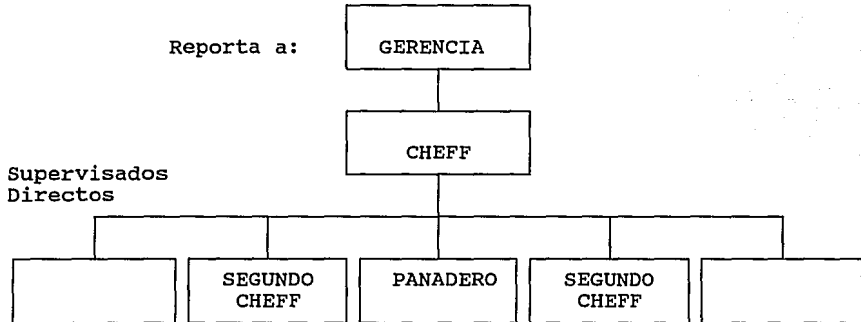 Reporta a:
GERENCIA
CHEFF
Supervisados
Directos
SEGUNDO
CHEFF
PANADERO
SEGUNDO
CHEFF